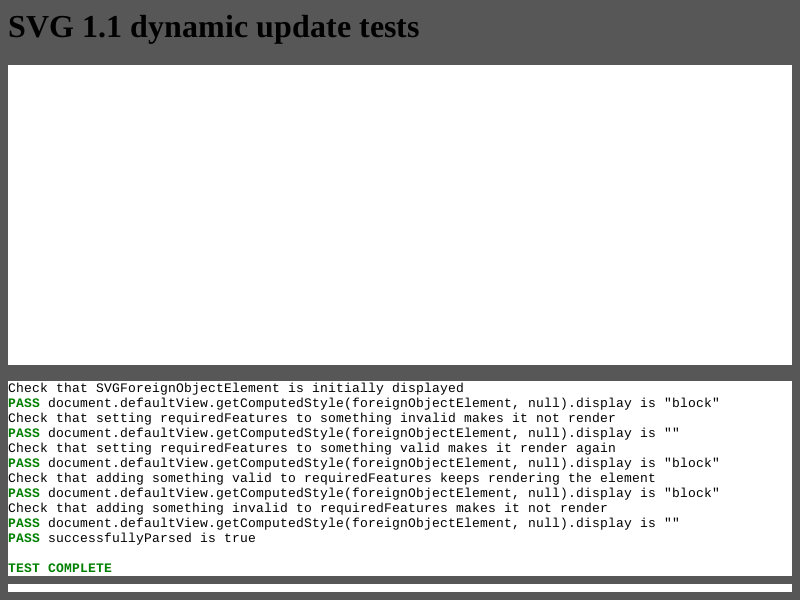 SVG 1.1 dynamic update tests
Check that SVGForeignObjectElement is initially displayed
PASS document.defaultView.getComputedStyle(foreignObjectElement, null).display is "block"
Check that setting requiredFeatures to something invalid makes it not render
PASS document.defaultView.getComputedStyle(foreignObjectElement, null).display is ""
Check that setting requiredFeatures to something valid makes it render again
PASS document.defaultView.getComputedStyle(foreignObjectElement, null).display is "block"
Check that adding something valid to requiredFeatures keeps rendering the element
PASS document.defaultView.getComputedStyle(foreignObjectElement, null).display is "block"
Check that adding something invalid to requiredFeatures makes it not render
PASS document.defaultView.getComputedStyle(foreignObjectElement, null).display is ""
PASS successfullyParsed is true
TEST COMPLETE